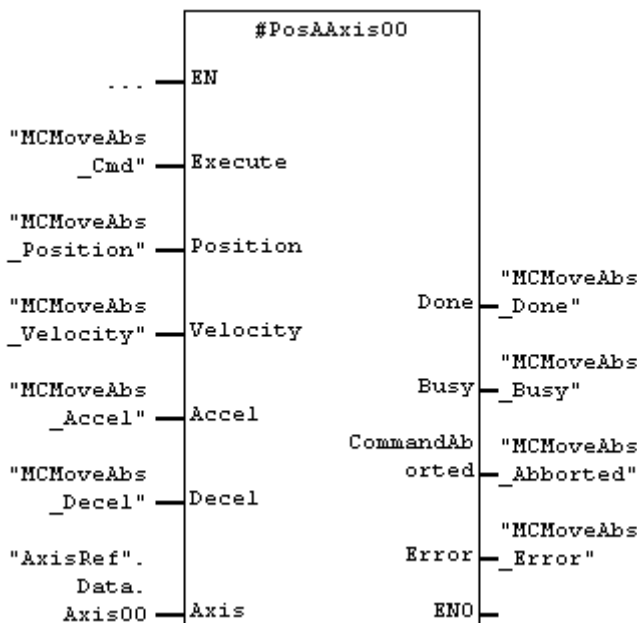 #PosAAxis00
... EN
"MCMoveAbs
_Cmd" Execute
"MCMoveAbs
_Position" Position
"MCMoveAbs
Done _Done"
"MCMoveAbs
_Velocity" Velocity
"MCMoveAbs
Busy _Busy"
"MCMoveAbs
_Accel" Accel
CommandAb "MCMoveAbs
orted _Abborted"
"MCMoveAbs
_Decel" Decel
"MCMoveAbs
Error _Error"
"AxisRef".
Data.
Axis00 Axis ENO